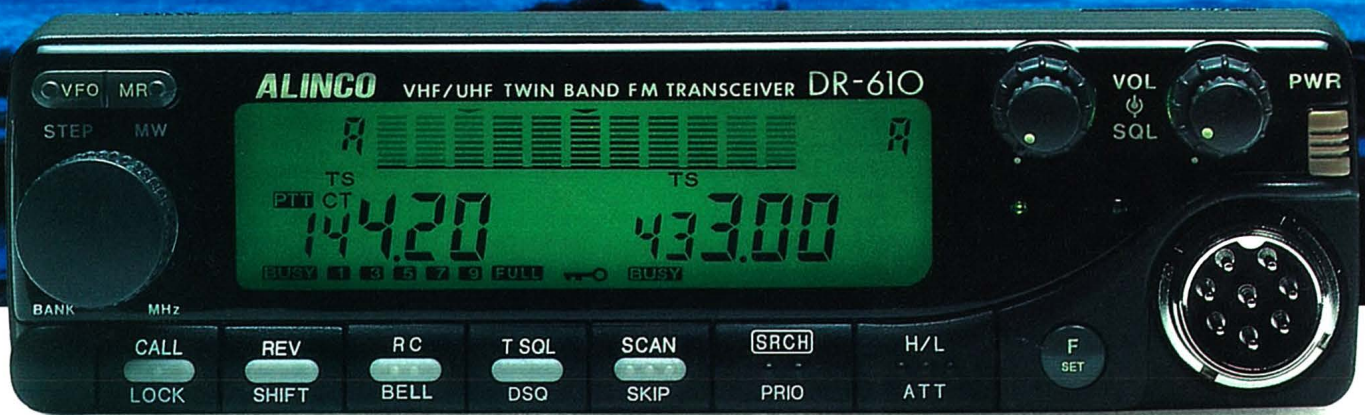 VFO MR
STEP MW
ALINCO VHF/UHF TWIN BAND FM TRANSCEIVER DR-610
VOL
SQL
PWR
A A
TS TS
PTT CT
144.20 433.00
BUSY 1 3 5 7 9 FULL BUSY
BANK MHz
CALL REV RC T SQL SCAN SRCH H/L
LOCK SHIFT BELL DSQ SKIP PRIO ATT
F
SET